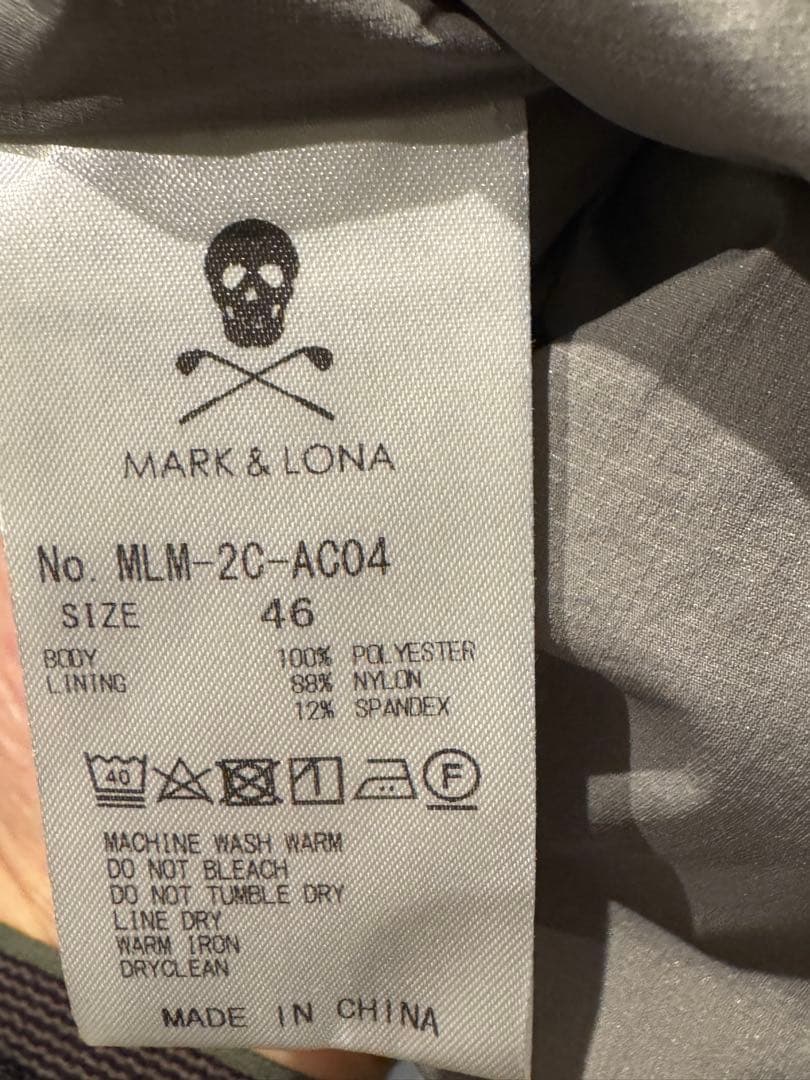 MARK & LONA
No. MLM-2C-AC04
SIZE 46
BODY 100% POLYESTER
LINING 88% NYLON
12% SPANDEX
40 F
MACHINE WASH WARM
DO NOT BLEACH
DO NOT TUMBLE DRY
LINE DRY
WARM IRON
DRYCLEAN
MADE IN CHINA